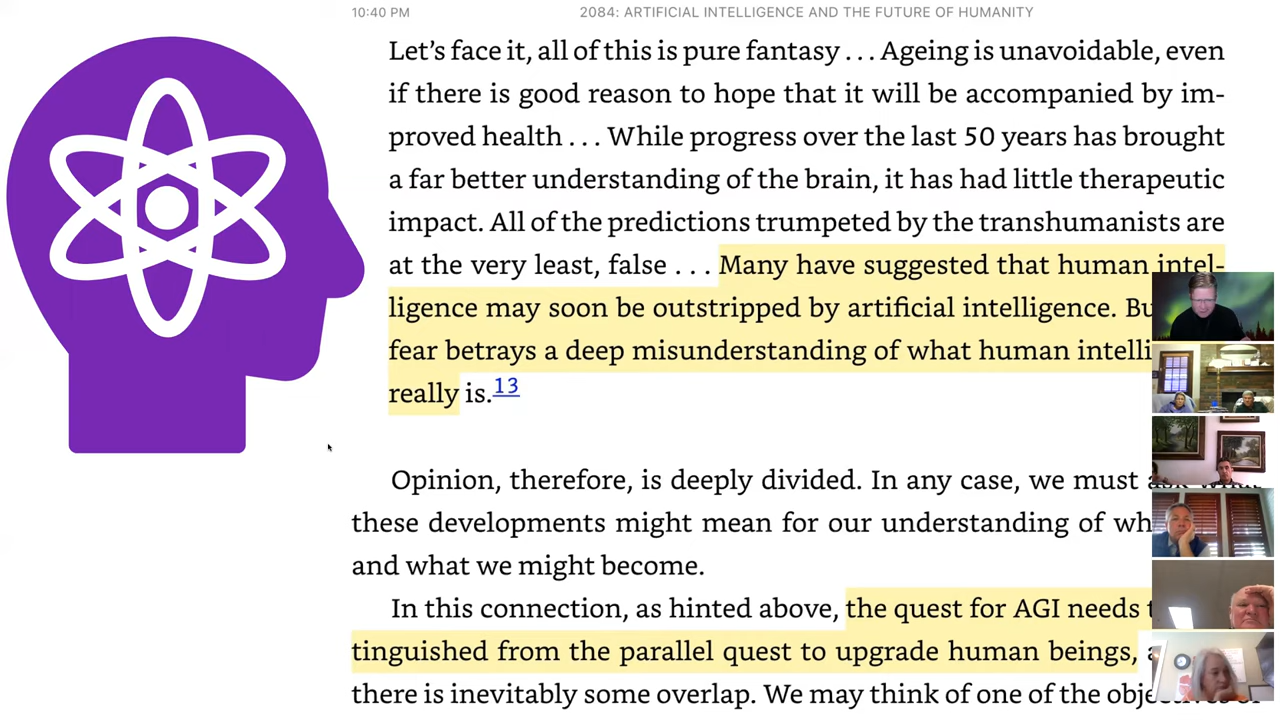 10:40 PM 2084: ARTIFICIAL INTELLIGENCE AND THE FUTURE OF HUMANITY
Let’s face it, all of this is pure fantasy . . . Ageing is unavoidable, even
if there is good reason to hope that it will be accompanied by im-
proved health . . . While progress over the last 50 years has brought
a far better understanding of the brain, it has had little therapeutic
impact. All of the predictions trumpeted by the transhumanists are
at the very least, false . . . Many have suggested that human intel-
ligence may soon be outstripped by artificial intelligence.
fear betrays a deep misunderstanding of what human
really is.13
Opinion, therefore, is deeply divided. In any case, we must
these developments might mean for our understanding of
and what we might become.
In this connection, as hinted above, the quest for AGI needs
tinguished from the parallel quest to upgrade human beings,
there is inevitably some overlap. We may think of one of the